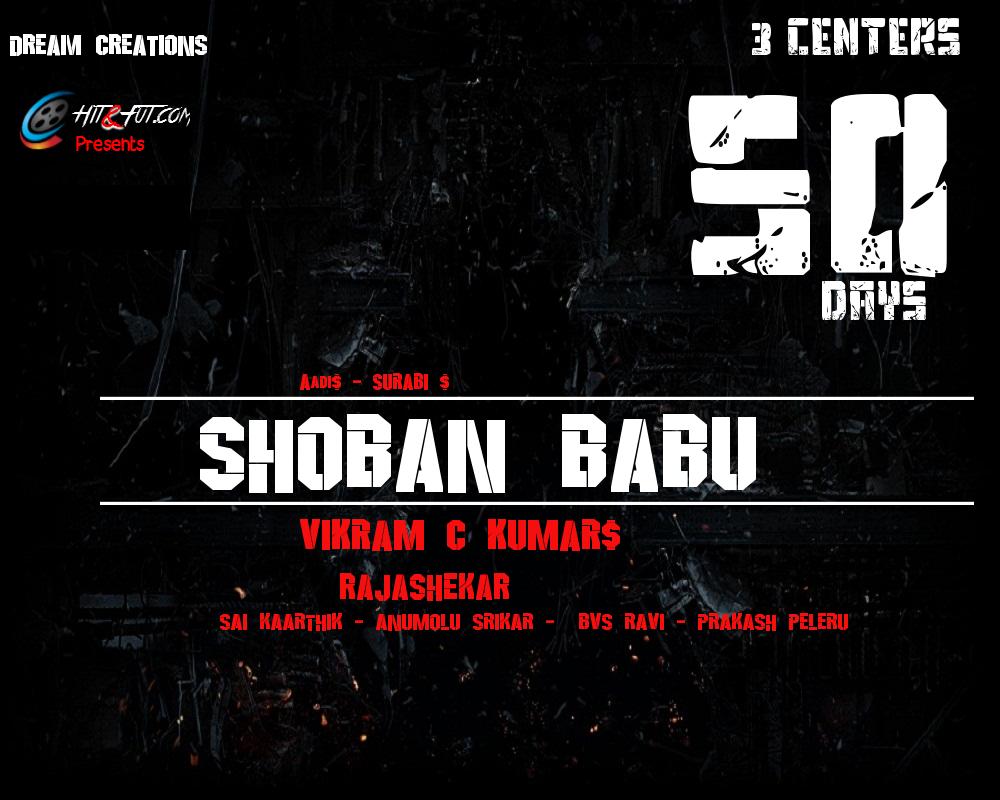 DREAM CREATIONS
3 CENTERS
HIT&FUT.COM
Presents
50
DAYS
AADI$ - SURABI $
SHOBAN BABU
VIKRAM C KUMAR$
RAJASHEKAR
SAI KAARTHIK - ANUMOLU SRIKAR - BVS RAVI - PRAKASH PELERU